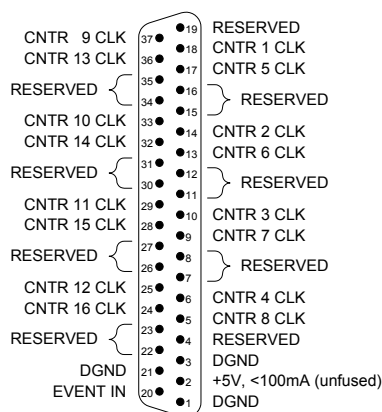 CNTR 9 CLK 37
CNTR 13 CLK 36
RESERVED 35
34
CNTR 10 CLK 33
CNTR 14 CLK 32
RESERVED 31
30
CNTR 11 CLK 29
CNTR 15 CLK 28
RESERVED 27
26
CNTR 12 CLK 25
CNTR 16 CLK 24
RESERVED 23
22
DGND 21
EVENT IN 20
19 RESERVED
18 CNTR 1 CLK
17 CNTR 5 CLK
16 RESERVED
15
14 CNTR 2 CLK
13 CNTR 6 CLK
12 RESERVED
11
10 CNTR 3 CLK
9 CNTR 7 CLK
8 RESERVED
7
6 CNTR 4 CLK
5 CNTR 8 CLK
4 RESERVED
3 DGND
2 +5V, <100mA (unfused)
1 DGND